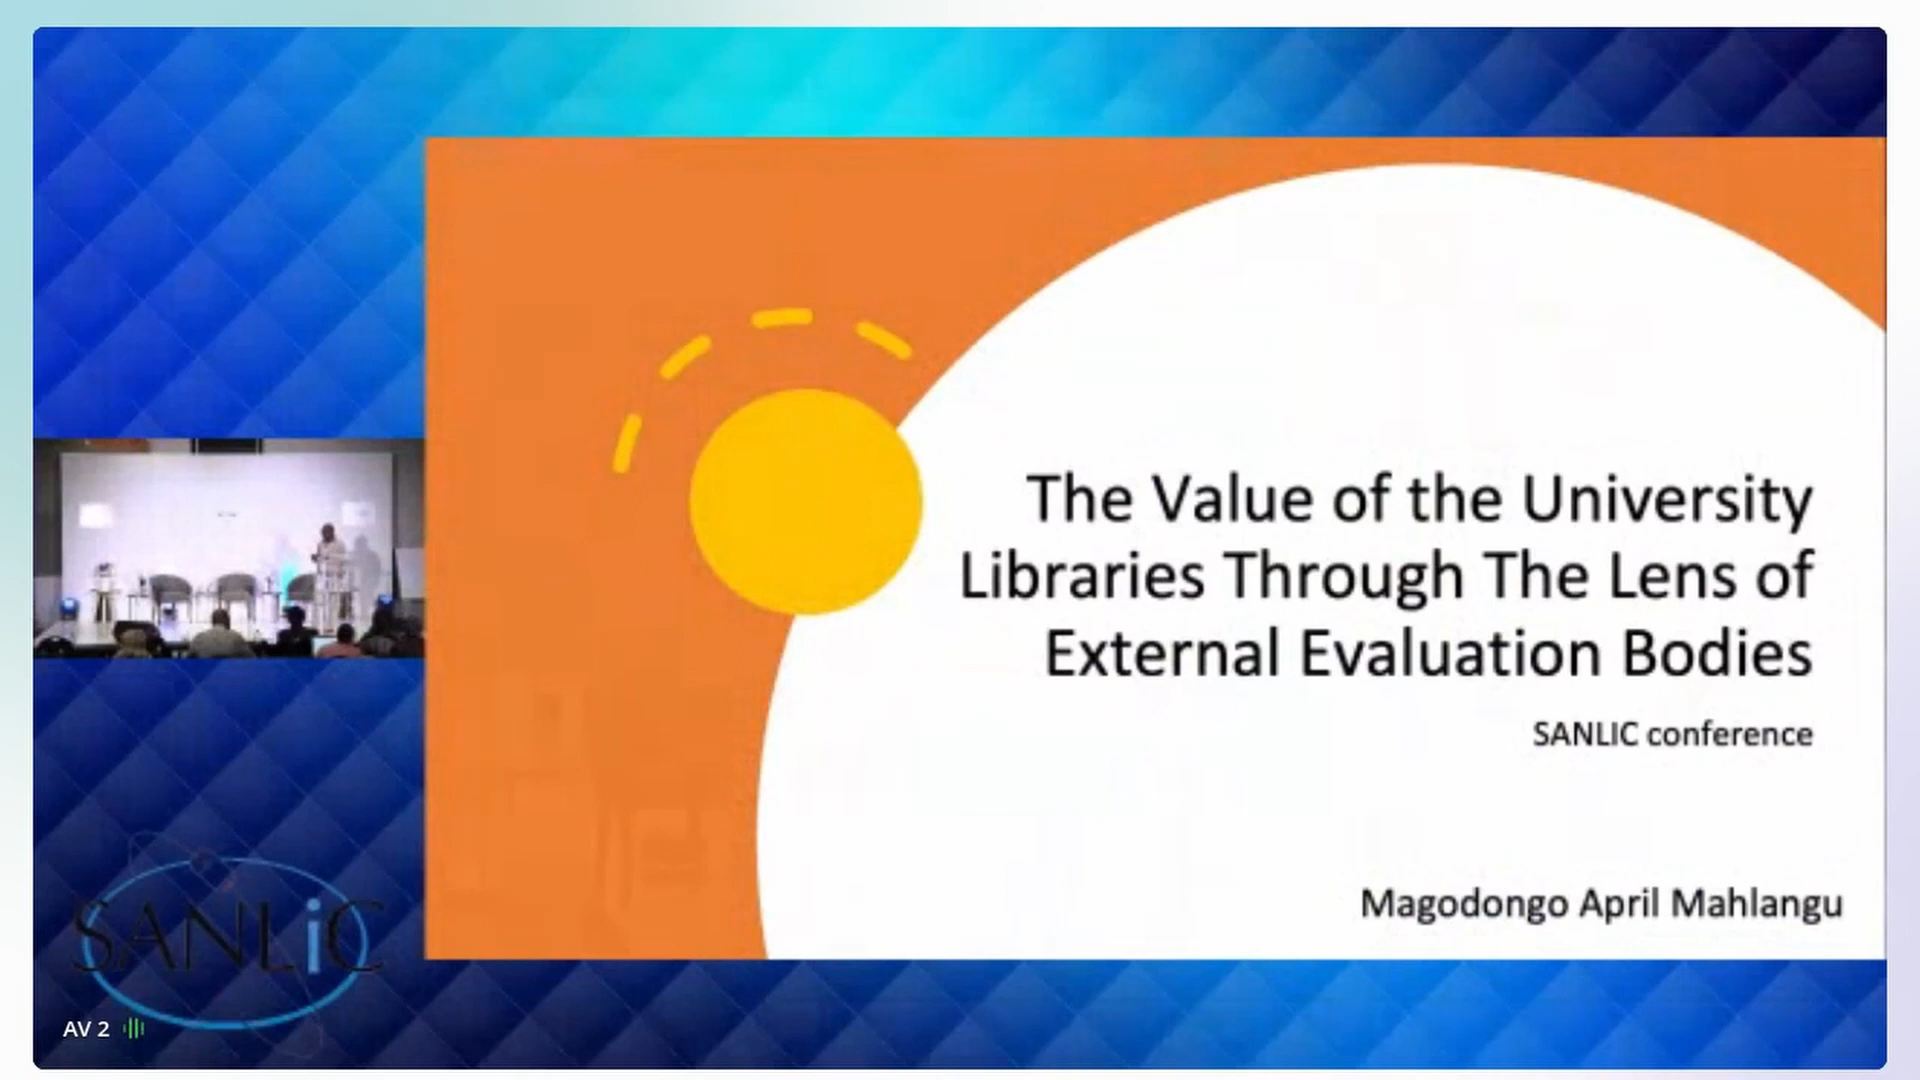 The Value of the University
Libraries Through The Lens of
External Evaluation Bodies
SANLIC conference
Magodongo April Mahlangu
SANLiC
AV 2